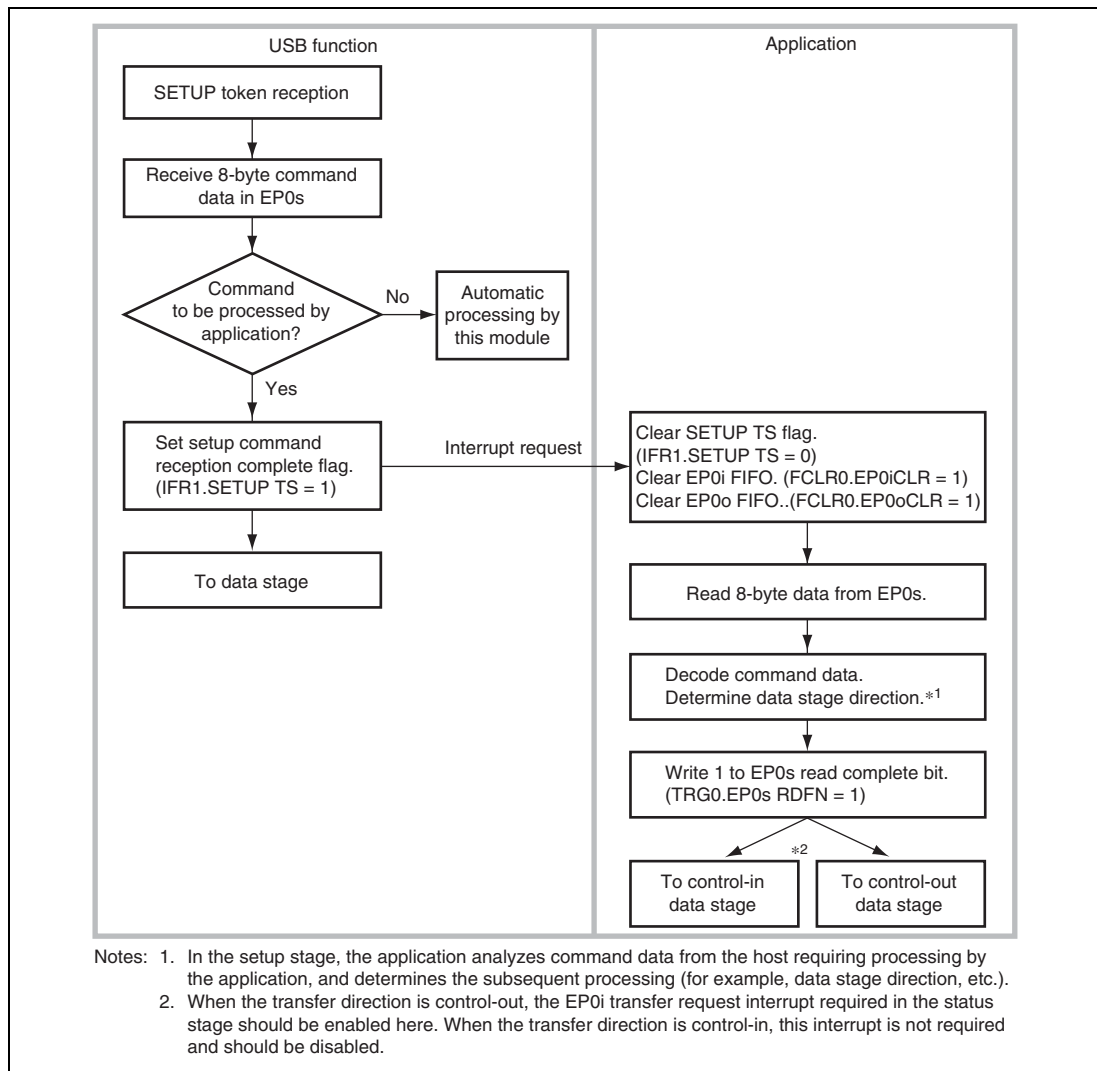 USB function
Application
SETUP token reception
Receive 8-byte command
data in EP0s
Command
to be processed by
application?
No
Automatic
processing by
this module
Yes
Set setup command
reception complete flag.
(IFR1.SETUP TS = 1)
Interrupt request
To data stage
Clear SETUP TS flag.
(IFR1.SETUP TS = 0)
Clear EP0i FIFO. (FCLR0.EP0iCLR = 1)
Clear EP0o FIFO..(FCLR0.EP0oCLR = 1)
Read 8-byte data from EP0s.
Decode command data.
Determine data stage direction.*1
Write 1 to EP0s read complete bit.
(TRG0.EP0s RDFN = 1)
*2
To control-in
data stage
To control-out
data stage
Notes: 1. In the setup stage, the application analyzes command data from the host requiring processing by
the application, and determines the subsequent processing (for example, data stage direction, etc.).
2. When the transfer direction is control-out, the EP0i transfer request interrupt required in the status
stage should be enabled here. When the transfer direction is control-in, this interrupt is not required
and should be disabled.